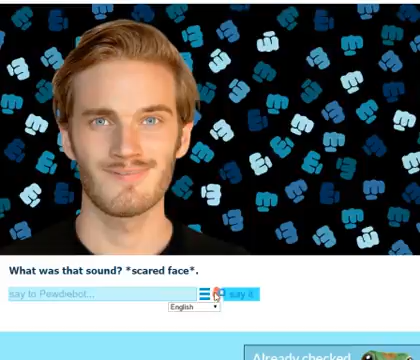 What was that sound? *scared face*.
say to Pewdiebot...
say it
English
Already checked